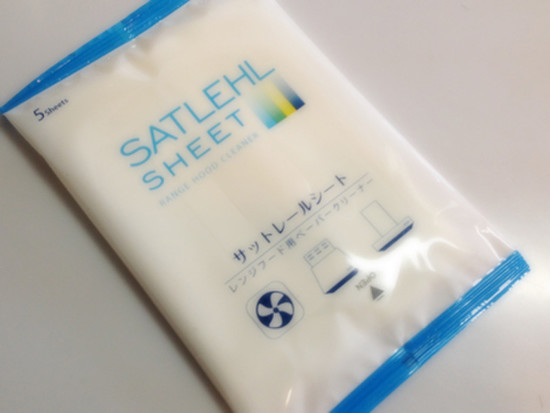 5 Sheets
SATLEHL
SHEET
RANGE HOOD CLEANER
サットレールシート
レンジフード用ペーパークリーナー
OPEN